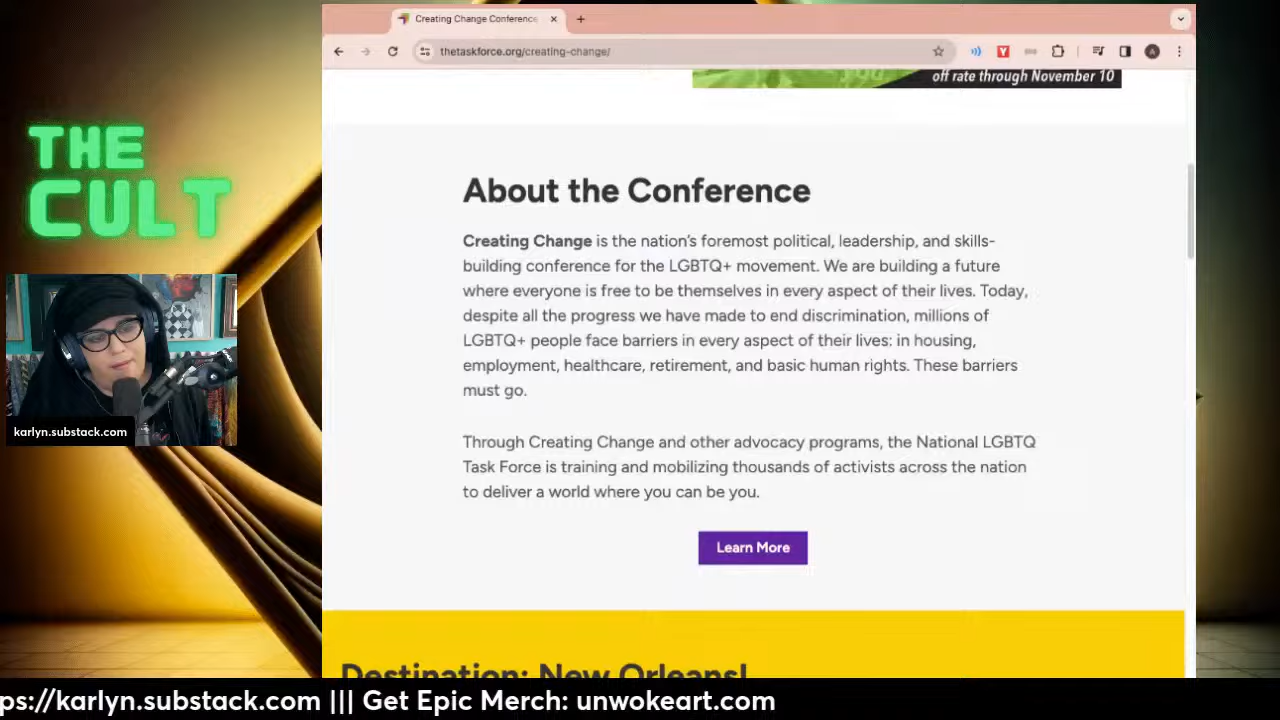 Creating Change Conference
thetaskforce.org/creating-change/
off rate through November 10
THE
CULT
About the Conference
Creating Change is the nation's foremost political, leadership, and skills-
building conference for the LGBTQ+ movement. We are building a future
where everyone is free to be themselves in every aspect of their lives. Today,
despite all the progress we have made to end discrimination, millions of
LGBTQ+ people face barriers in every aspect of their lives: in housing,
employment, healthcare, retirement, and basic human rights. These barriers
must go.
karlyn.substack.com
Through Creating Change and other advocacy programs, the National LGBTQ
Task Force is training and mobilizing thousands of activists across the nation
to deliver a world where you can be you.
Learn More
Destination: New Orleans!
ps://karlyn.substack.com ||| Get Epic Merch: unwokeart.com